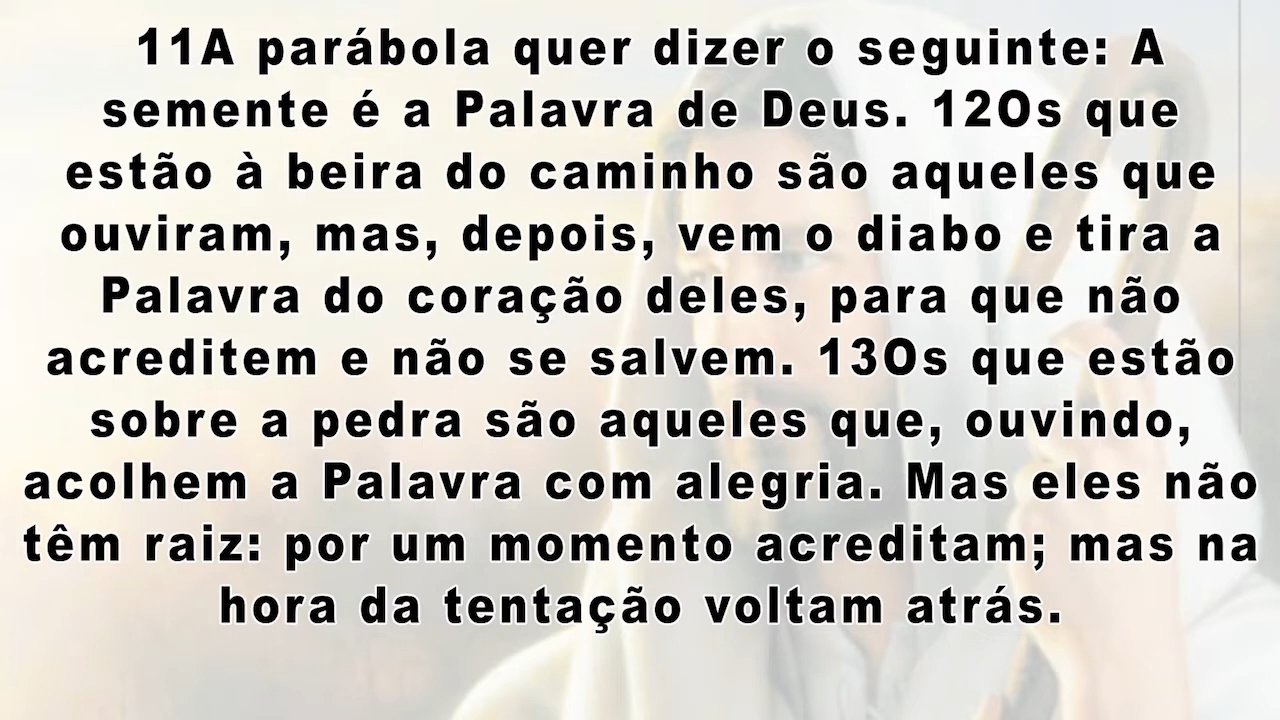 11A parábola quer dizer o seguinte: A
semente é a Palavra de Deus. 12Os que
estão à beira do caminho são aqueles que
ouviram, mas, depois, vem o diabo e tira a
Palavra do coração deles, para que não
acreditem e não se salvem. 13Os que estão
sobre a pedra são aqueles que, ouvindo,
acolhem a Palavra com alegria. Mas eles não
têm raiz: por um momento acreditam; mas na
hora da tentação voltam atrás.